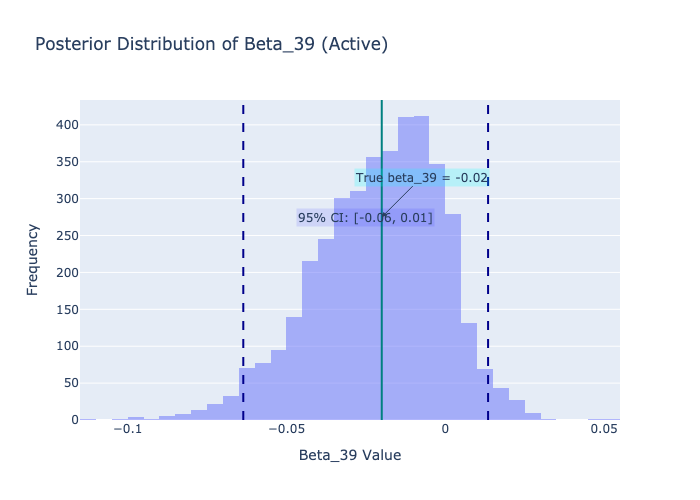 Posterior Distribution of Beta_39 (Active)
400
350
300
250
200
150
100
50
0
Frequency
True beta_39 = -0.02
95% CI: [-0.06, 0.01]
−0.1
−0.05
0
0.05
Beta_39 Value